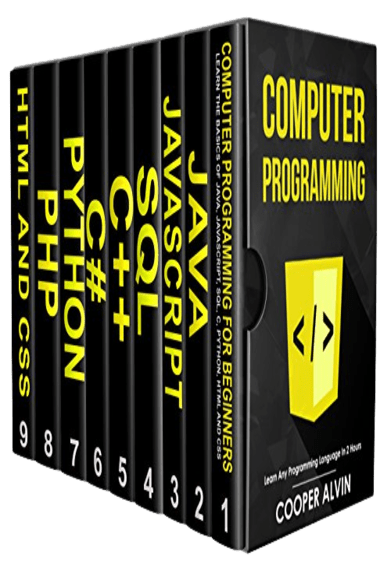 COMPUTER
PROGRAMMING
</>
Learn Any Programming Language In 2 Hours
COOPER ALVIN
COMPUTER PROGRAMMING FOR BEGINNERS
LEARN THE BASICS OF JAVA, JAVASCRIPT, SQL, C, PYTHON, HTML AND CSS
1
JAVA
2
JAVASCRIPT
3
SQL
4
C++
5
C#
6
PYTHON
7
PHP
8
HTML AND CSS
9